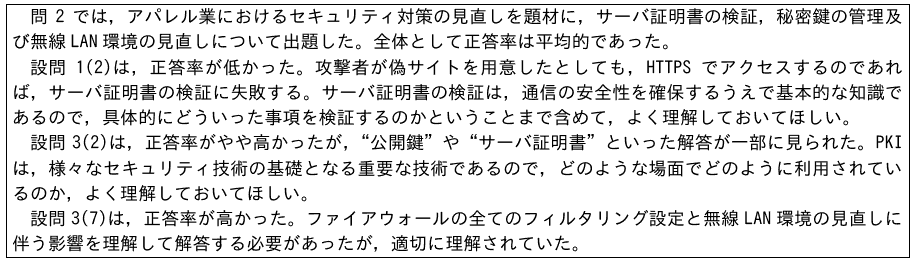 問 2 では，アパレル業におけるセキュリティ対策の見直しを題材に，サーバ証明書の検証，秘密鍵の管理及
び無線 LAN 環境の見直しについて出題した。全体として正答率は平均的であった。
設問 1(2)は，正答率が低かった。攻撃者が偽サイトを用意したとしても，HTTPS でアクセスするのであれ
ば，サーバ証明書の検証に失敗する。サーバ証明書の検証は，通信の安全性を確保するうえで基本的な知識で
あるので，具体的にどういった事項を検証するのかということまで含めて，よく理解しておいてほしい。
設問 3(2)は，正答率がやや高かったが，“公開鍵” や “サーバ証明書” といった解答が一部に見られた。PKI
は，様々なセキュリティ技術の基礎となる重要な技術であるので，どのような場面でどのように利用されてい
るのか，よく理解しておいてほしい。
設問 3(7)は，正答率が高かった。ファイアウォールの全てのフィルタリング設定と無線 LAN 環境の見直しに
伴う影響を理解して解答する必要があったが，適切に理解されていた。